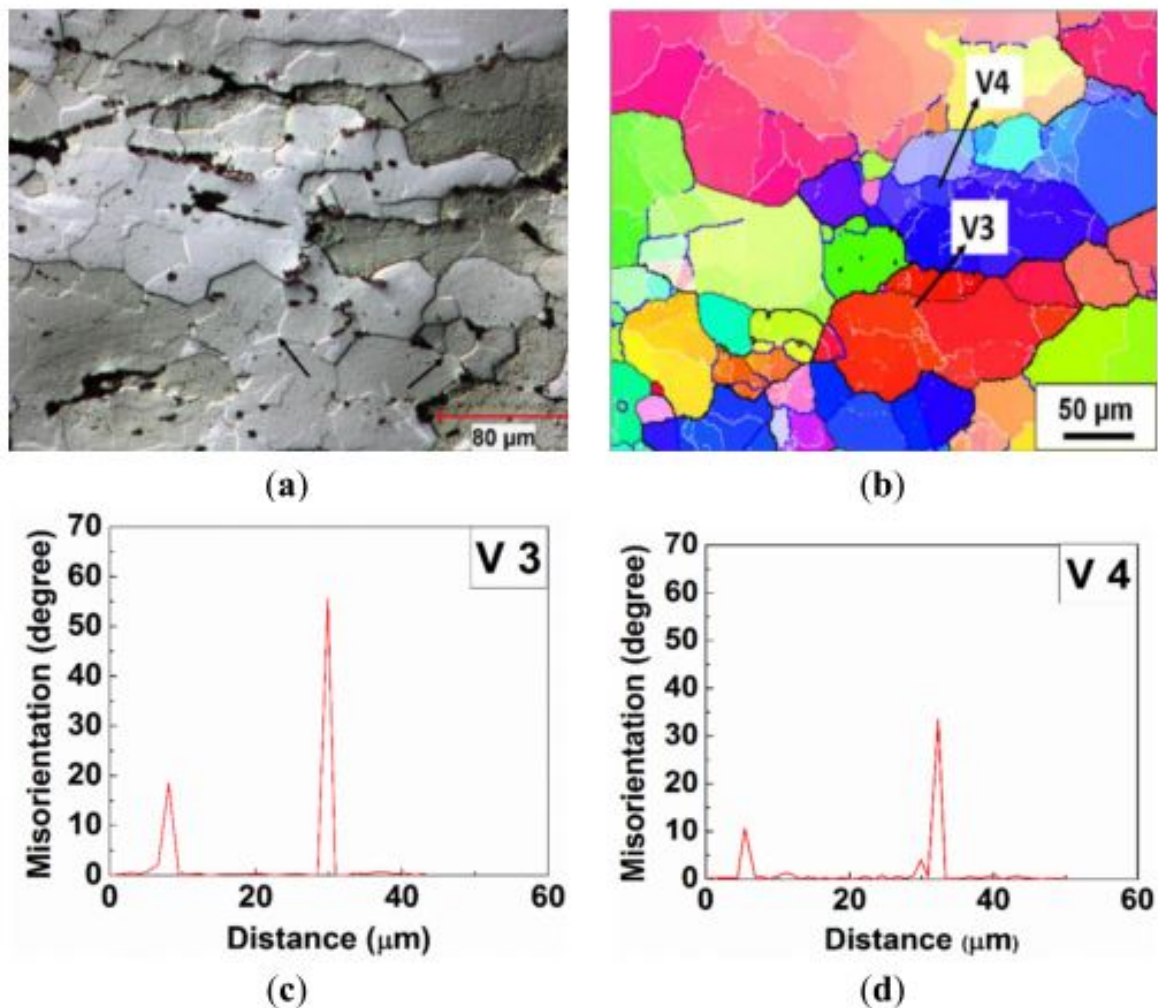 80 µm
V4
V3
50 µm
(a)
(b)
V 3
Misorientation (degree)
70
60
50
40
30
20
10
0
0 20 40 60
Distance (µm)
(c)
V 4
Misorientation (degree)
70
60
50
40
30
20
10
0
0 20 40 60
Distance (µm)
(d)